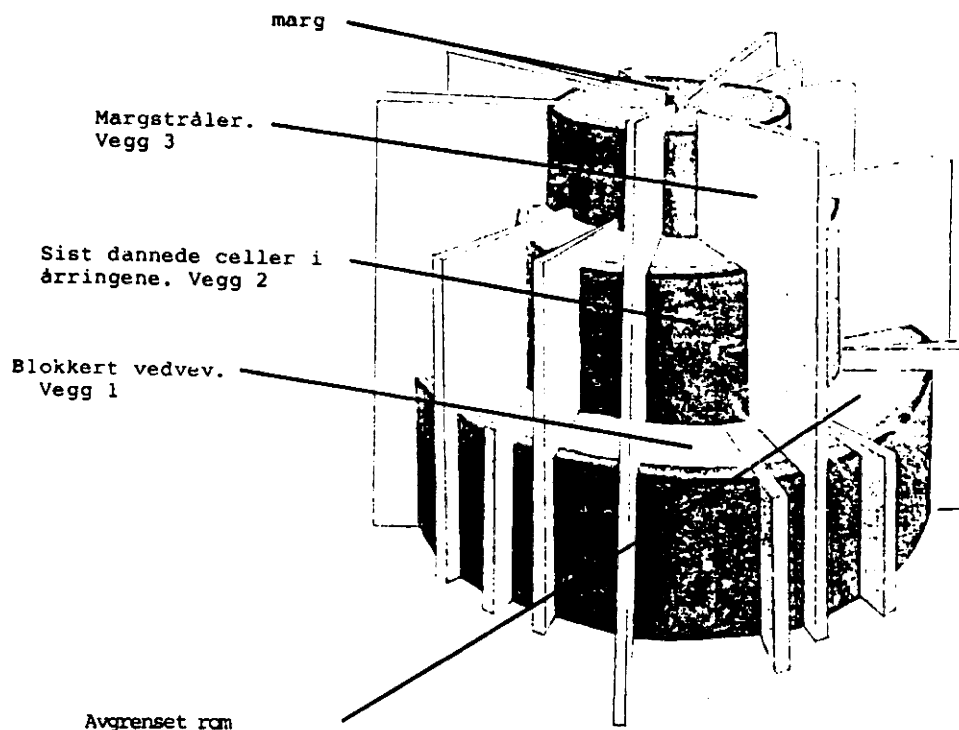 marg
Margstråler.
Vegg 3
Sist dannede celler i
årringene. Vegg 2
Blokkert vedvev.
Vegg 1
Avgrenset rom